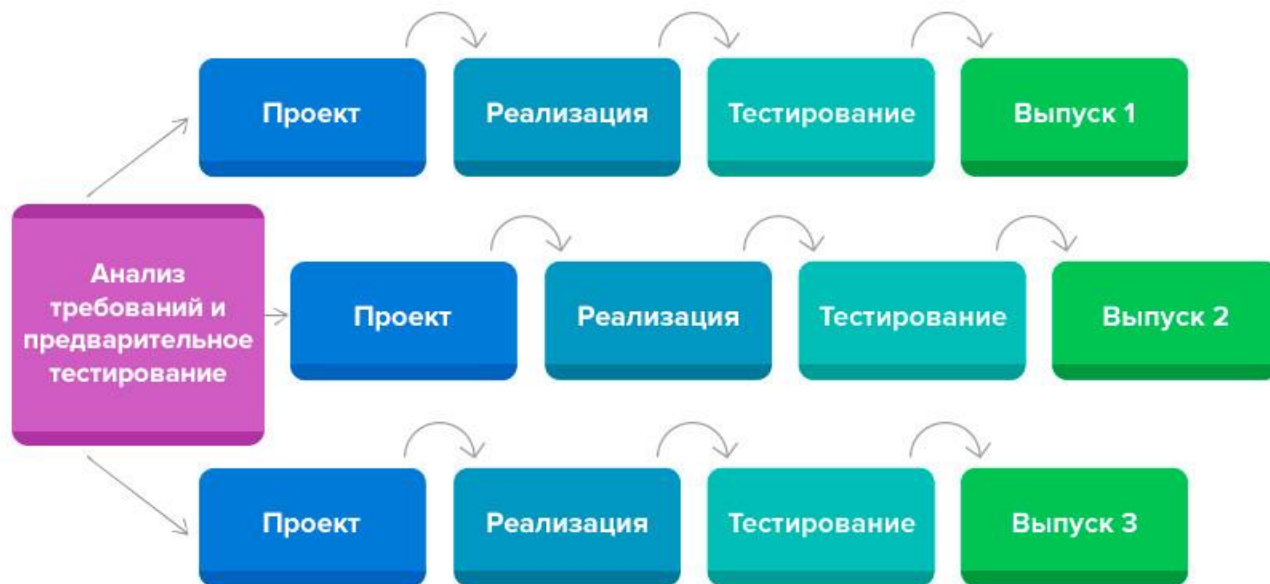 Проект
Реализация
Тестирование
Выпуск 1
Анализ
требований и
предварительное
тестирование
Проект
Реализация
Тестирование
Выпуск 2
Проект
Реализация
Тестирование
Выпуск 3